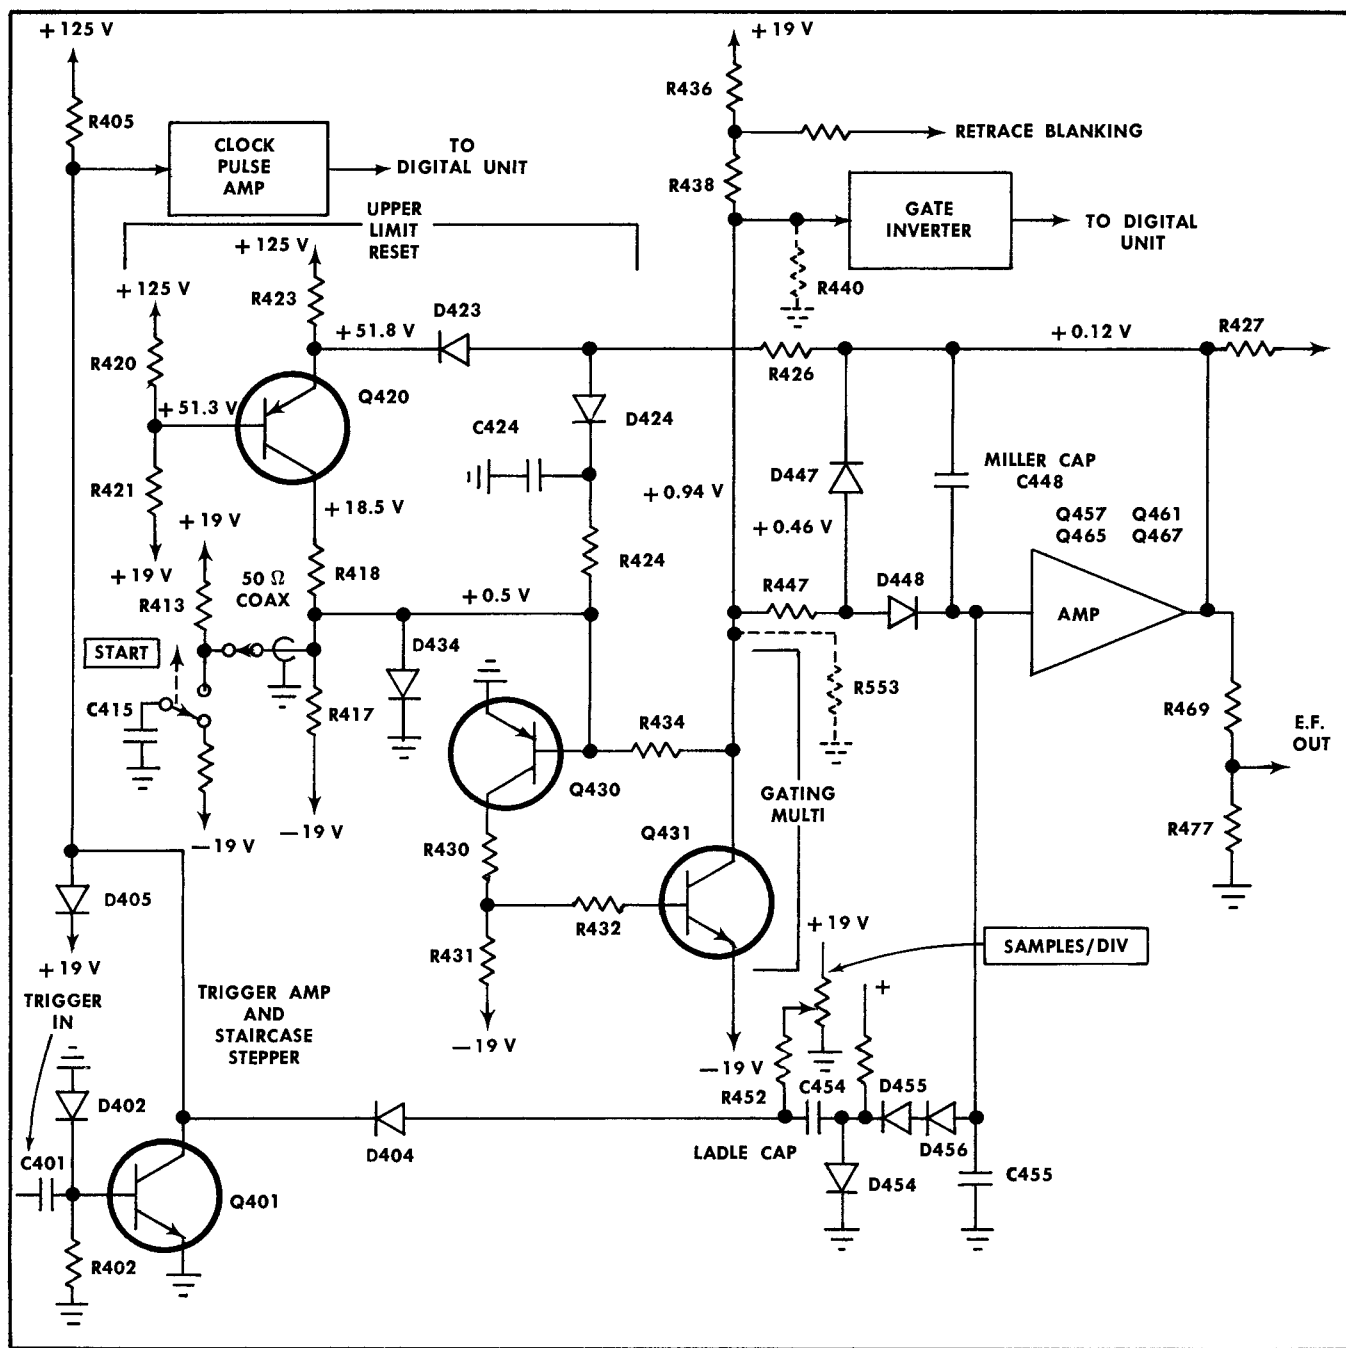 +125 V
+19 V
R436
R405
RETRACE BLANKING
CLOCK
PULSE
AMP
TO
DIGITAL UNIT
R438
GATE
INVERTER
TO DIGITAL
UNIT
UPPER
LIMIT
RESET
+125 V
R440
+125 V
R423
D423
+51.8 V
+0.12 V
R427
R420
R426
Q420
+51.3 V
D424
C424
D447
MILLER CAP
C448
R421
+0.94 V
+18.5 V
+0.46 V
Q457 Q461
Q465 Q467
+19 V
R424
+19 V
50 Ω
COAX
R418
R413
+0.5 V
R447
D448
AMP
START
D434
R553
C415
R417
R434
R469
E.F.
OUT
Q430
GATING
MULTI
—19 V
—19 V
R430
Q431
R477
D405
R432
+19 V
SAMPLES/DIV
R431
+19 V
TRIGGER
IN
TRIGGER AMP
AND
STAIRCASE
STEPPER
+
—19 V
—19 V
R452
C454
D455
D402
D404
LADLE CAP
D456
C401
D454
C455
Q401
R402